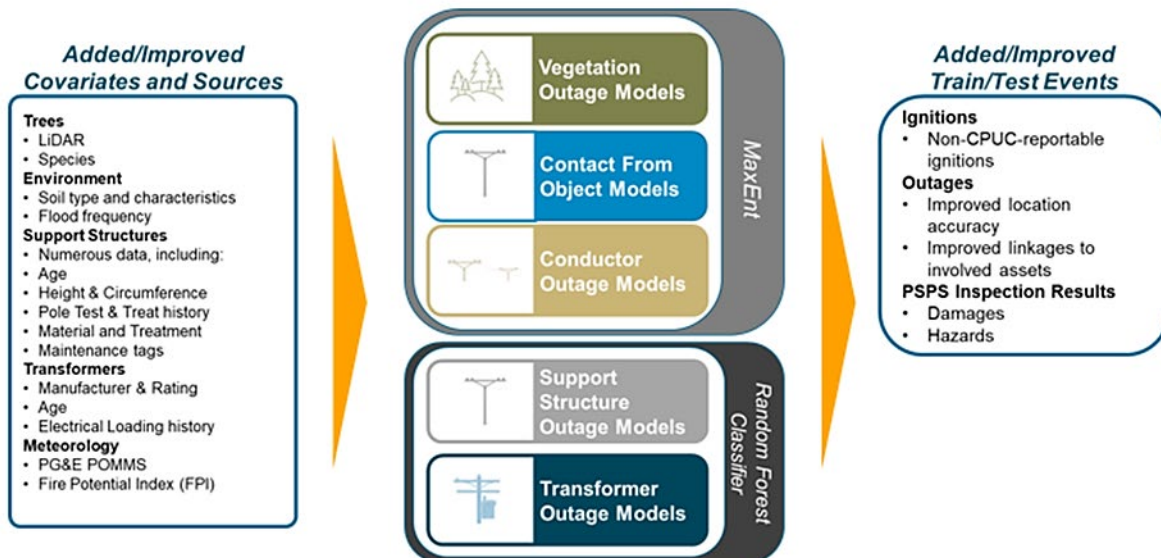 Added/Improved
Covariates and Sources
Trees
• LiDAR
• Species
Environment
• Soil type and characteristics
• Flood frequency
Support Structures
• Numerous data, including:
• Age
• Height & Circumference
• Pole Test & Treat history
• Material and Treatment
• Maintenance tags
Transformers
• Manufacturer & Rating
• Age
• Electrical Loading history
Meteorology
• PG&E POMMS
• Fire Potential Index (FPI)
Vegetation
Outage Models
Contact From
Object Models
Conductor
Outage Models
MaxEnt
Support
Structure
Outage Models
Transformer
Outage Models
Random Forest
Classifier
Added/Improved
Train/Test Events
Ignitions
• Non-CPUC-reportable
ignitions
Outages
• Improved location
accuracy
• Improved linkages to
involved assets
PSPS Inspection Results
• Damages
• Hazards